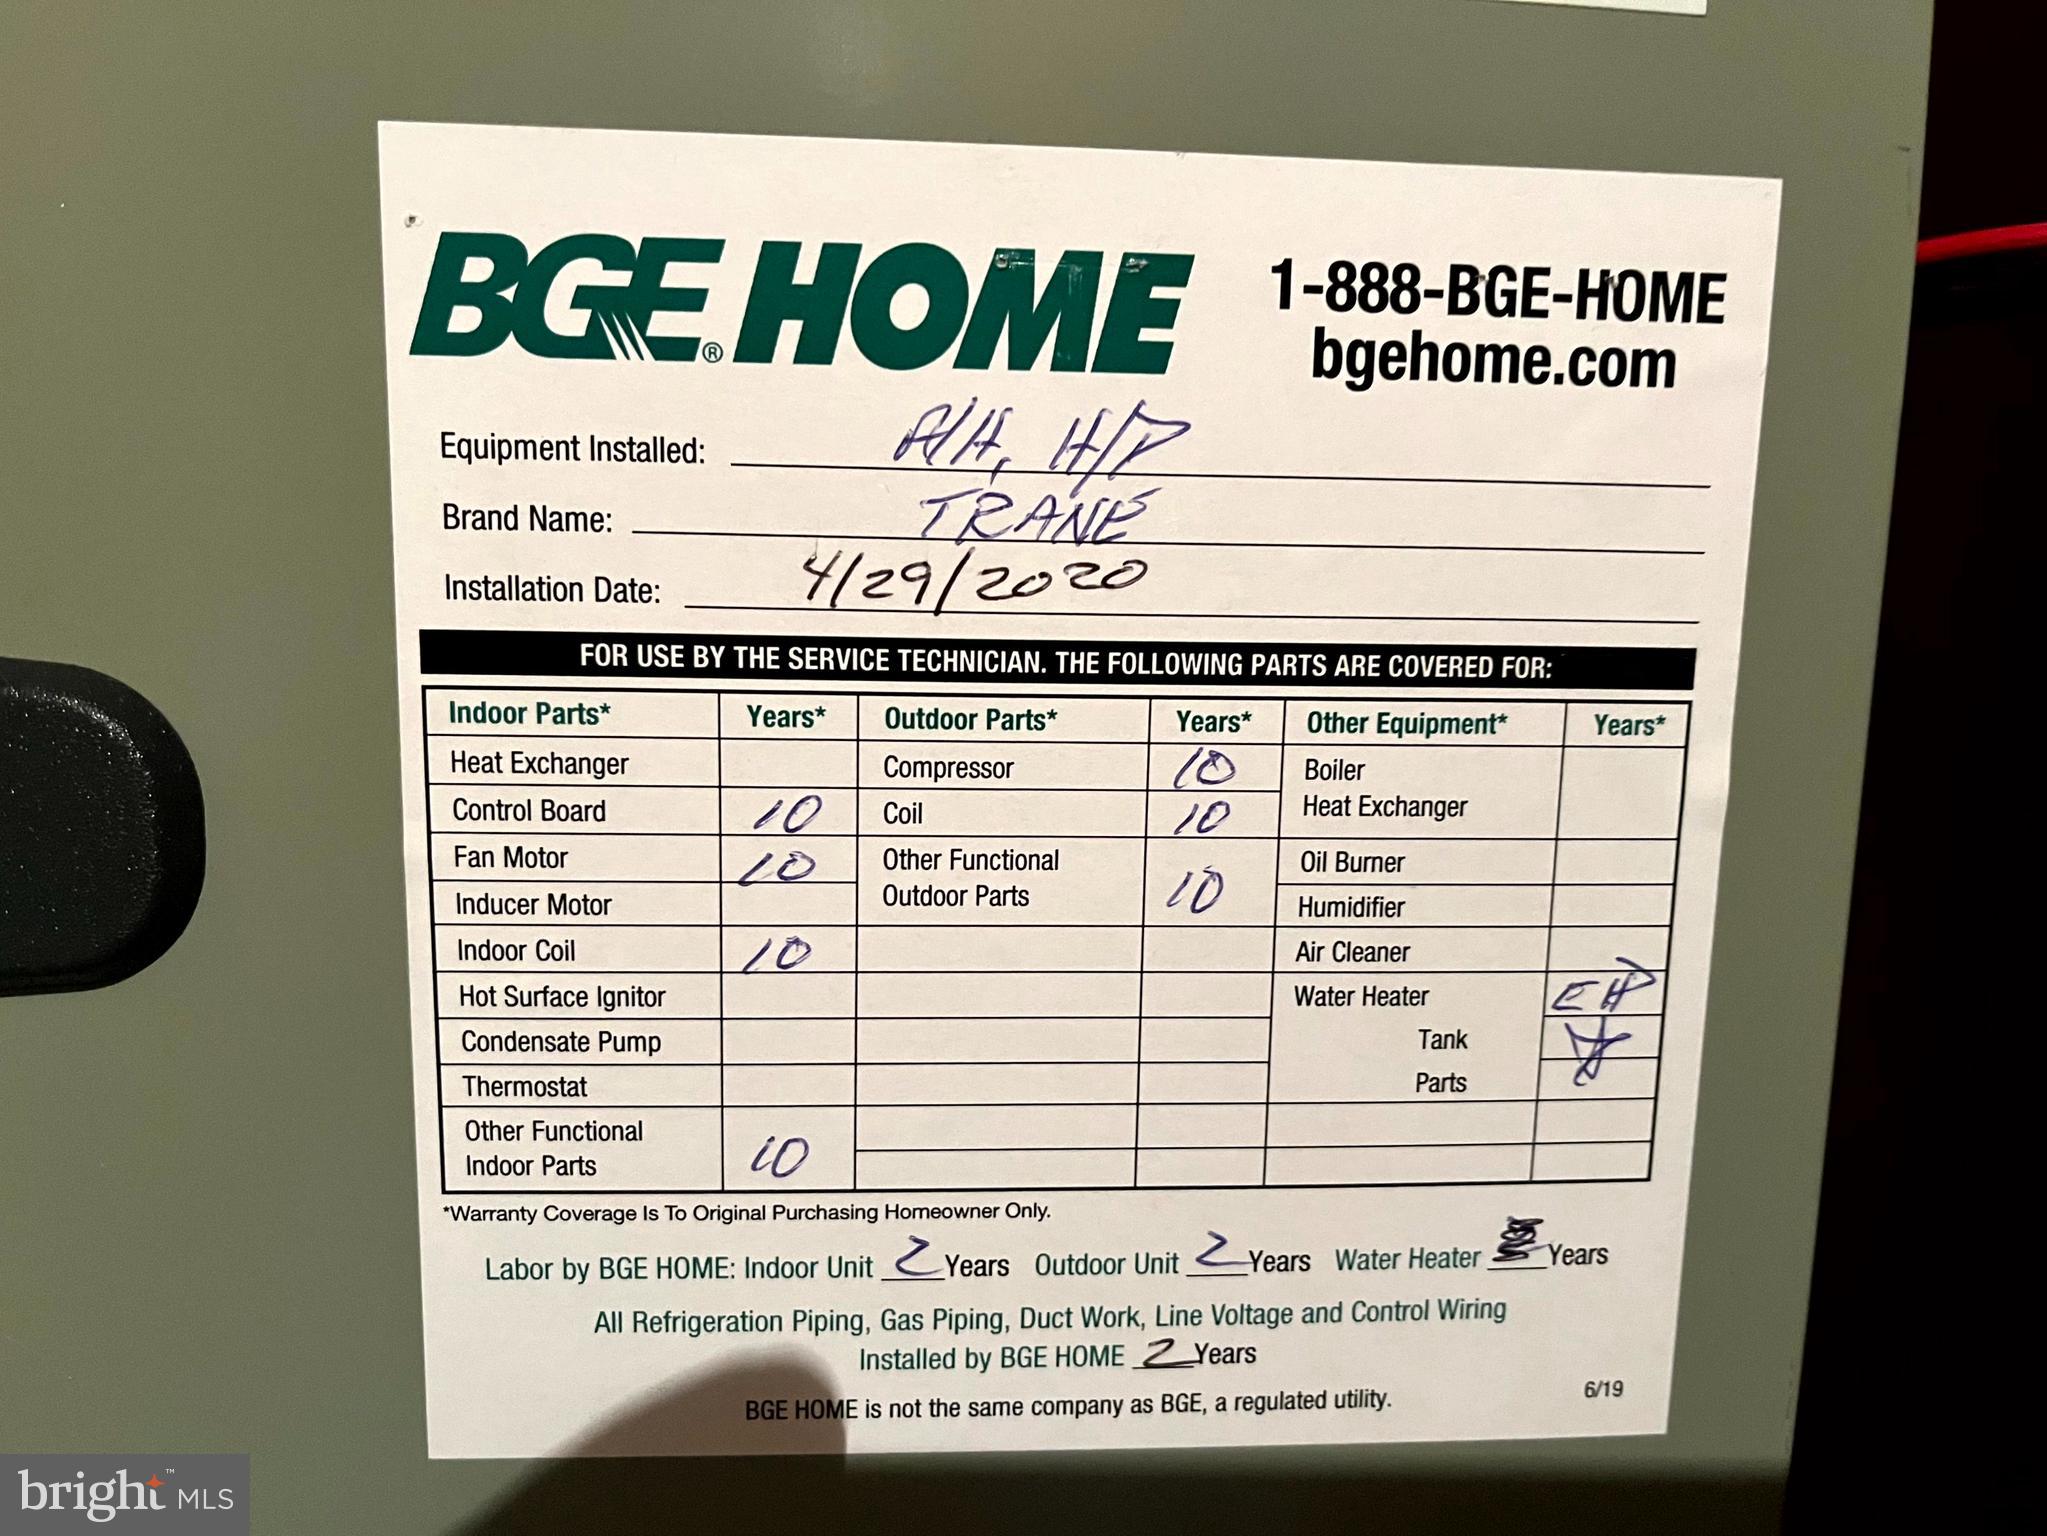 BGE HOME®
1-888-BGE-HOME
bgehome.com
Equipment Installed: A/H, H/P
Brand Name: TRANE
Installation Date: 4/29/2020
FOR USE BY THE SERVICE TECHNICIAN. THE FOLLOWING PARTS ARE COVERED FOR:
Indoor Parts* Years* Outdoor Parts* Years* Other Equipment* Years*
Heat Exchanger Compressor 10 Boiler
Control Board 10 Coil 10 Heat Exchanger
Fan Motor 10 Other Functional Oil Burner
Inducer Motor Outdoor Parts 10 Humidifier
Indoor Coil 10 Air Cleaner
Hot Surface Ignitor Water Heater
Condensate Pump Tank
Thermostat Parts
Other Functional
Indoor Parts 10
*Warranty Coverage Is To Original Purchasing Homeowner Only.
Labor by BGE HOME: Indoor Unit 2 Years Outdoor Unit 2 Years Water Heater Years
All Refrigeration Piping, Gas Piping, Duct Work, Line Voltage and Control Wiring
Installed by BGE HOME 2 Years
BGE HOME is not the same company as BGE, a regulated utility.
6/19
bright™ MLS